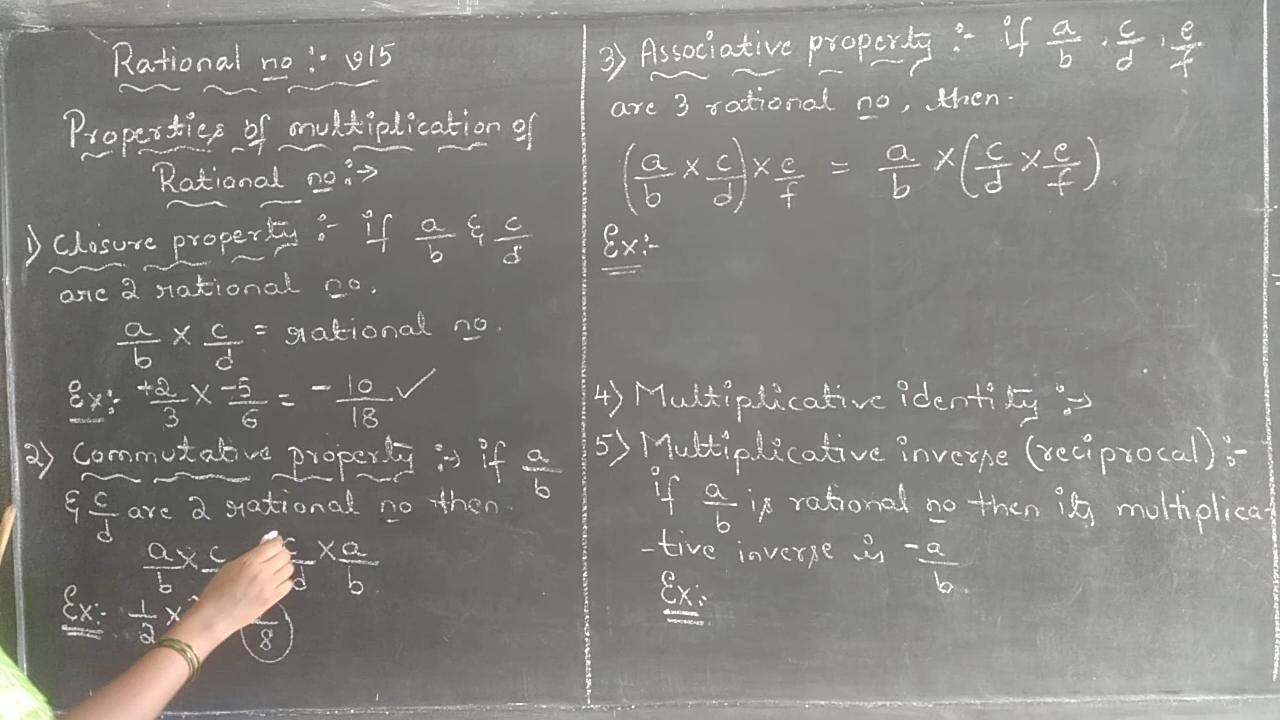 Rational no :- v15
Properties of multiplication of
Rational no :->
1) Closure property :- if a/b & c/d
are 2 rational no.
a/b × c/d = rational no.
Ex:- +2/3 × -5/6 = -10/18 ✓
2) Commutative property :-> if a/b
& c/d are 2 rational no then.
a/b × c d × a/b
Ex:- 1/2 × 8
3) Associative property :- if a/b, c/d, e/f
are 3 rational no, then.
(a/b × c/d) × e/f = a/b × (c/d × e/f).
Ex:-
4) Multiplicative identity :->
5) Multiplicative inverse (reciprocal) :-
if a/b is rational no then its multiplica
-tive inverse is -a/b.
Ex:-